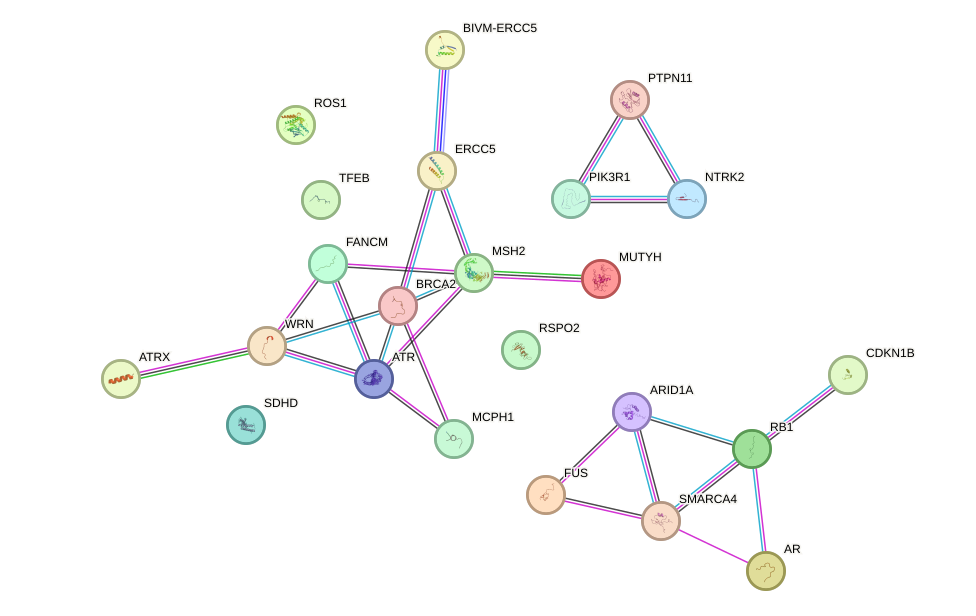 BIVM-ERCC5
PTPN11
ROS1
ERCC5
TFEB
PIK3R1
NTRK2
FANCM
MSH2
MUTYH
BRCA2
WRN
RSPO2
ATRX
ATR
CDKN1B
SDHD
ARID1A
MCPH1
RB1
FUS
SMARCA4
AR